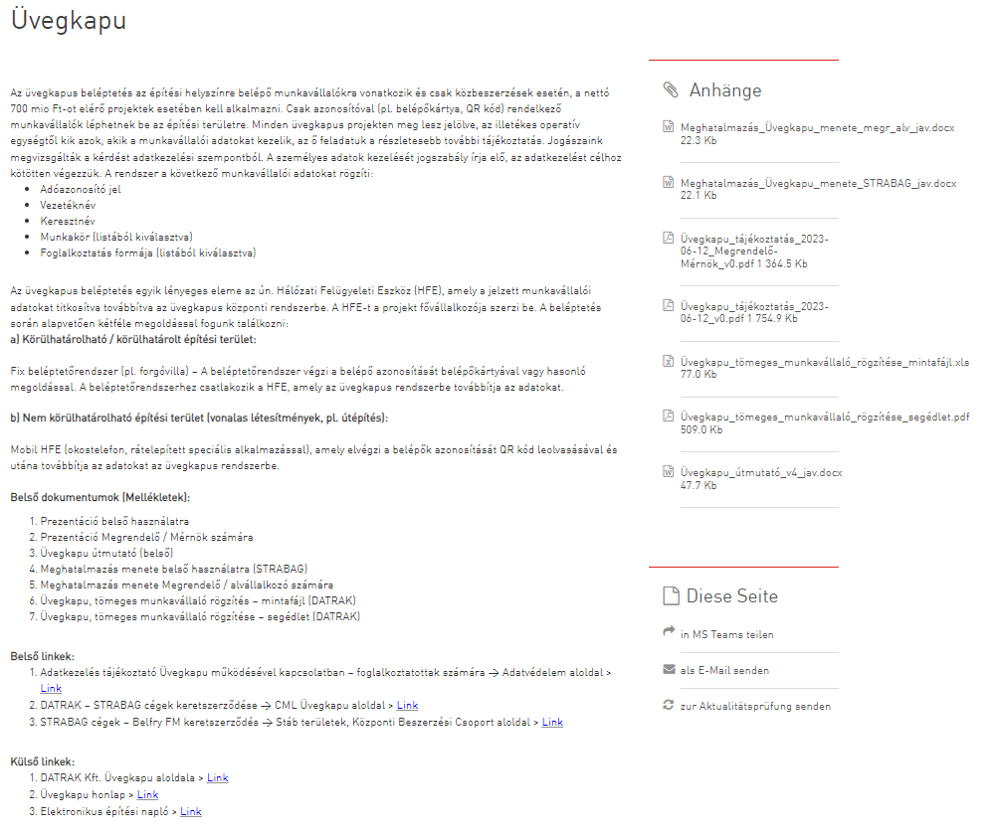 Üvegkapu
Az üvegkapus beléptetés az építési helyszínre belépő munkavállalókra vonatkozik és csak közbeszerzések esetén, a nettó
700 mio Ft-ot elérő projektek esetében kell alkalmazni. Csak azonosítóval (pl. belépőkártya, QR kód) rendelkező
munkavállalók léphetnek be az építési területre. Minden üvegkapus projekten meg lesz jelölve, az illetékes operatív
egységtől kik azok, akik a munkavállalói adatokat kezelik, az ő feladatuk a részletesebb további tájékoztatás. Jogászaink
megvizsgálták a kérdést adatkezelési szempontból. A személyes adatok kezelését jogszabály írja elő, az adatkezelést célhoz
kötötten végezzük. A rendszer a következő munkavállalói adatokat rögzíti:
• Adóazonosító jel
• Vezetéknév
• Keresztnév
• Munkakör (listából kiválasztva)
• Foglalkoztatás formája (listából kiválasztva)
Az üvegkapus beléptetés egyik lényeges eleme az ún. Hálózati Felügyeleti Eszköz (HFE), amely a jelzett munkavállalói
adatokat titkosítva továbbítva az üvegkapus központi rendszerbe. A HFE-t a projekt fővállalkozója szerzi be. A beléptetés
során alapvetően kétféle megoldással fogunk találkozni:
a) Körülhatárolható / körülhatárolt építési terület:
Fix beléptetőrendszer (pl. forgóvilla) – A beléptetőrendszer végzi a belépő azonosítását belépőkártyával vagy hasonló
megoldással. A beléptetőrendszerhez csatlakozik a HFE, amely az üvegkapus rendszerbe továbbítja az adatokat.
b) Nem körülhatárolható építési terület (vonalas létesítmények, pl. útépítés):
Mobil HFE (okostelefon, rátelepített speciális alkalmazással), amely elvégzi a belépők azonosítását QR kód leolvasásával és
utána továbbítja az adatokat az üvegkapus rendszerbe.
Belső dokumentumok (Mellékletek):
1. Prezentáció belső használatra
2. Prezentáció Megrendelő / Mérnök számára
3. Üvegkapu útmutató (belső)
4. Meghatalmazás menete belső használatra (STRABAG)
5. Meghatalmazás menete Megrendelő / alvállalkozó számára
6. Üvegkapu, tömeges munkavállaló rögzítés – mintafájl (DATRAK)
7. Üvegkapu, tömeges munkavállaló rögzítése – segédlet (DATRAK)
Belső linkek:
1. Adatkezelés tájékoztató Üvegkapu működésével kapcsolatban – foglalkoztatottak számára → Adatvédelem aloldal >
Link
2. DATRAK – STRABAG cégek keretszerződése → CML Üvegkapu aloldal > Link
3. STRABAG cégek – Belfry FM keretszerződés → Stáb területek, Központi Beszerzési Csoport aloldal > Link
Külső linkek:
1. DATRAK Kft. Üvegkapu aloldala > Link
2. Üvegkapu honlap > Link
3. Elektronikus építési napló > Link
Anhänge
Meghatalmazás_Üvegkapu_menete_megr_alv_jav.docx
22.3 Kb
Meghatalmazás_Üvegkapu_menete_STRABAG_jav.docx
22.1 Kb
Üvegkapu_tájékoztatás_2023-
06-12_Megrendelő-
Mérnök_v0.pdf 1 364.5 Kb
Üvegkapu_tájékoztatás_2023-
06-12_v0.pdf 1 754.9 Kb
Üvegkapu_tömeges_munkavállaló_rögzítése_mintafájl.xls
77.0 Kb
Üvegkapu_tömeges_munkavállaló_rögzítése_segédlet.pdf
509.0 Kb
Üvegkapu_útmutató_v4_jav.docx
47.7 Kb
Diese Seite
in MS Teams teilen
als E-Mail senden
zur Aktualitätsprüfung senden